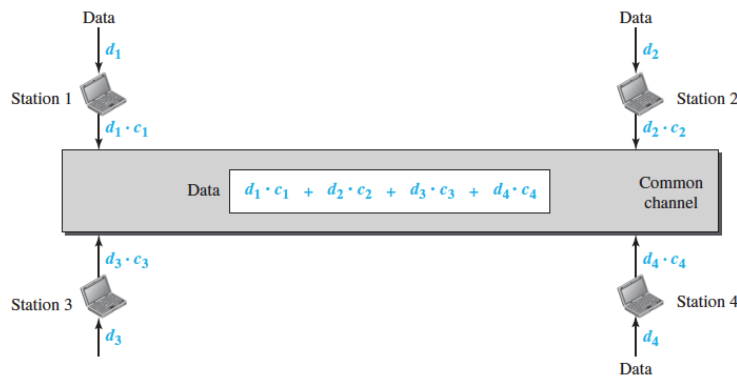 Data Data
d1 d2
Station 1 Station 2
d1 · c1 d2 · c2
Data d1 · c1 + d2 · c2 + d3 · c3 + d4 · c4 Common
channel
d3 · c3 d4 · c4
Station 3 Station 4
d3 d4
Data